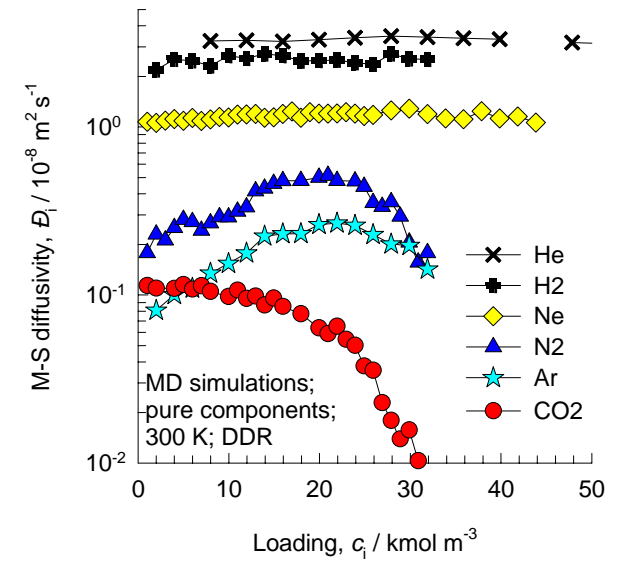 M-S diffusivity, Đi / 10-8 m2 s-1
100
10-1
10-2
He
H2
Ne
N2
Ar
CO2
MD simulations;
pure components;
300 K; DDR
0 10 20 30 40 50
Loading, ci / kmol m-3